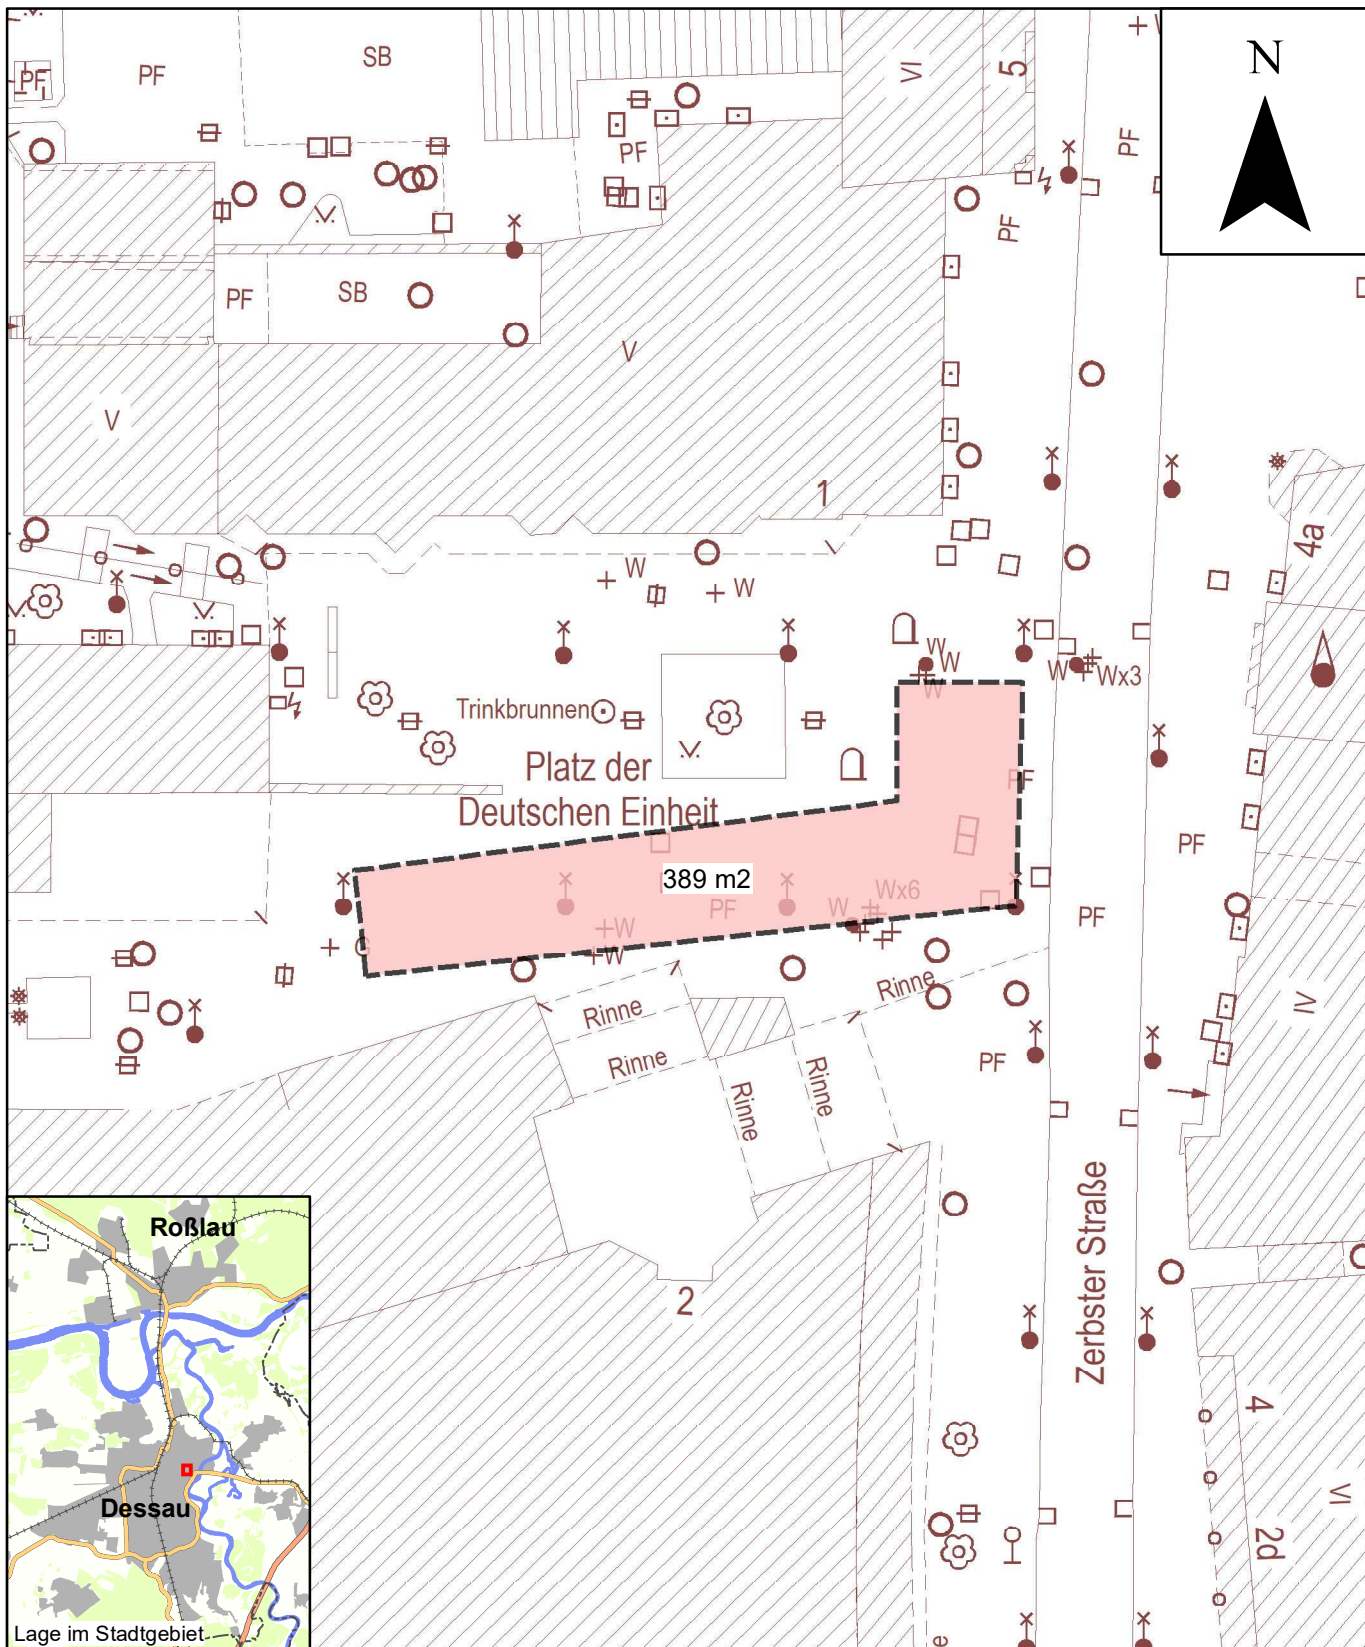 N
PF
PF
SB
VI
5
PF
PF
PF
PF
SB
V
V
1
4a
W
W
W
W
W
W
Wx3
Trinkbrunnen
Platz der
Deutschen Einheit
PF
PF
389 m2
Wx6
PF
W
PF
W
W
G
Rinne
Rinne
Rinne
Rinne
Rinne
PF
IV
Zerbster Straße
2
4
VI
2d
e
Roßlau
Dessau
Lage im Stadtgebiet